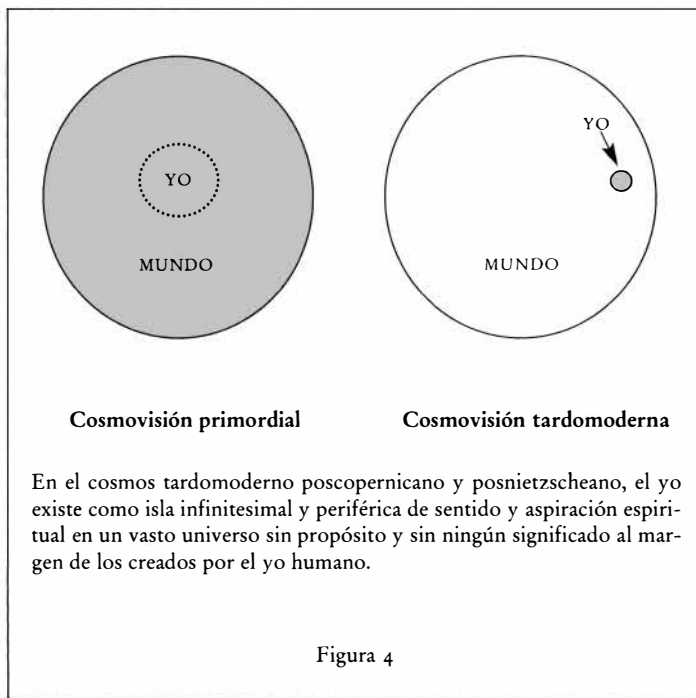 YO
MUNDO
YO
MUNDO
Cosmovisión primordial
Cosmovisión tardomoderna
En el cosmos tardomoderno poscopernicano y posnietzscheano, el yo
existe como isla infinitesimal y periférica de sentido y aspiración espiri-
tual en un vasto universo sin propósito y sin ningún significado al mar-
gen de los creados por el yo humano.
Figura 4